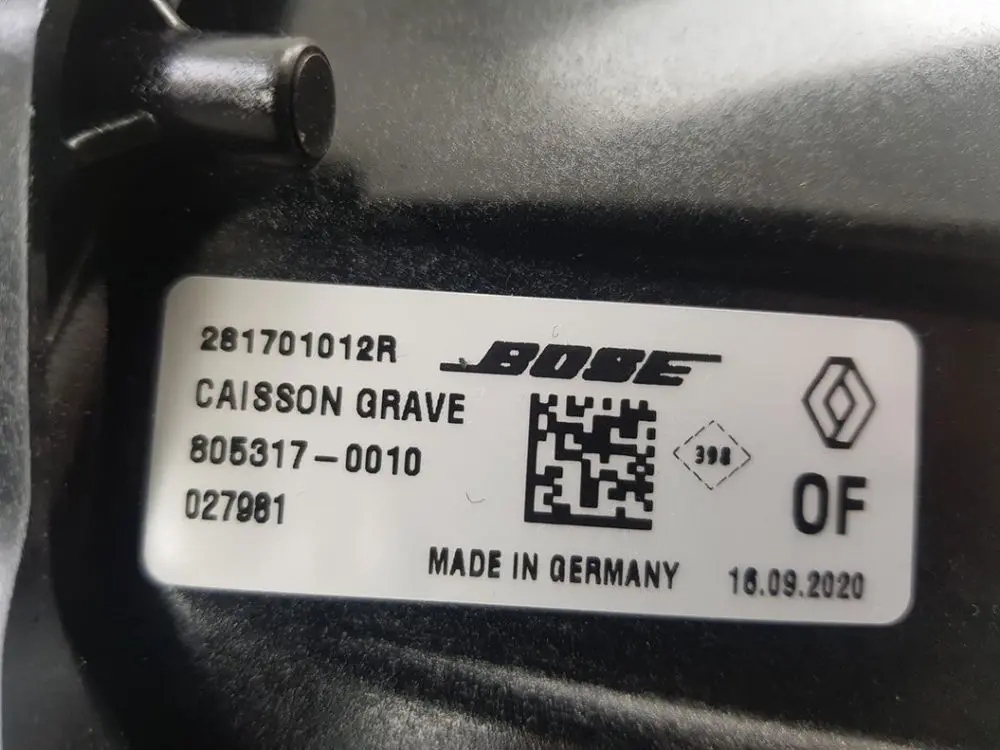 281701012R
BOSE
CAISSON GRAVE
805317-0010
398
027981
OF
MADE IN GERMANY
16.09.2020